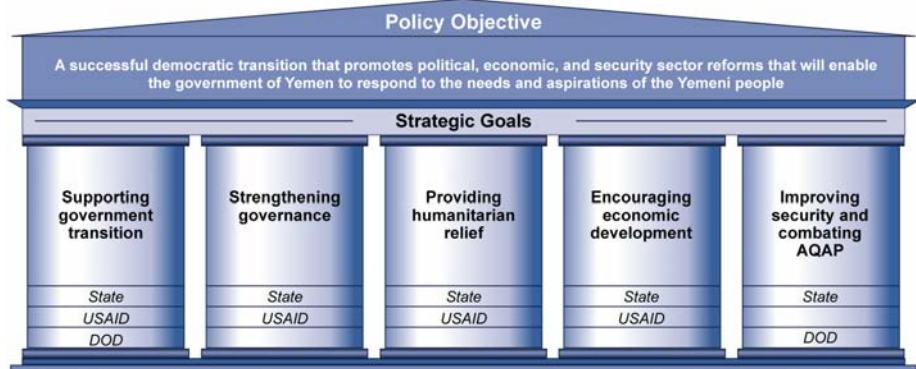 Policy Objective
A successful democratic transition that promotes political, economic, and security sector reforms that will enable
the government of Yemen to respond to the needs and aspirations of the Yemeni people
Strategic Goals
Supporting
government
transition
State
USAID
DOD
Strengthening
governance
State
USAID
Providing
humanitarian
relief
State
USAID
Encouraging
economic
development
State
USAID
Improving
security and
combating
AQAP
State
DOD